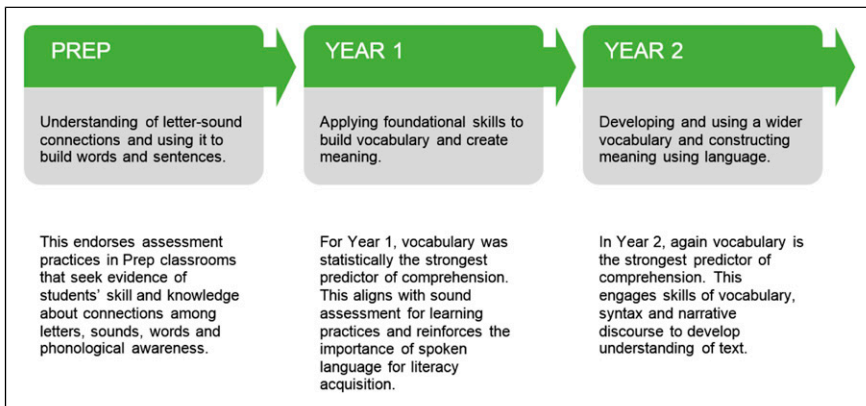 PREP
Understanding of letter-sound
connections and using it to
build words and sentences.
This endorses assessment
practices in Prep classrooms
that seek evidence of
students' skill and knowledge
about connections among
letters, sounds, words and
phonological awareness.
YEAR 1
Applying foundational skills to
build vocabulary and create
meaning.
For Year 1, vocabulary was
statistically the strongest
predictor of comprehension.
This aligns with sound
assessment for learning
practices and reinforces the
importance of spoken
language for literacy
acquisition.
YEAR 2
Developing and using a wider
vocabulary and constructing
meaning using language.
In Year 2, again vocabulary is
the strongest predictor of
comprehension. This
engages skills of vocabulary,
syntax and narrative
discourse to develop
understanding of text.